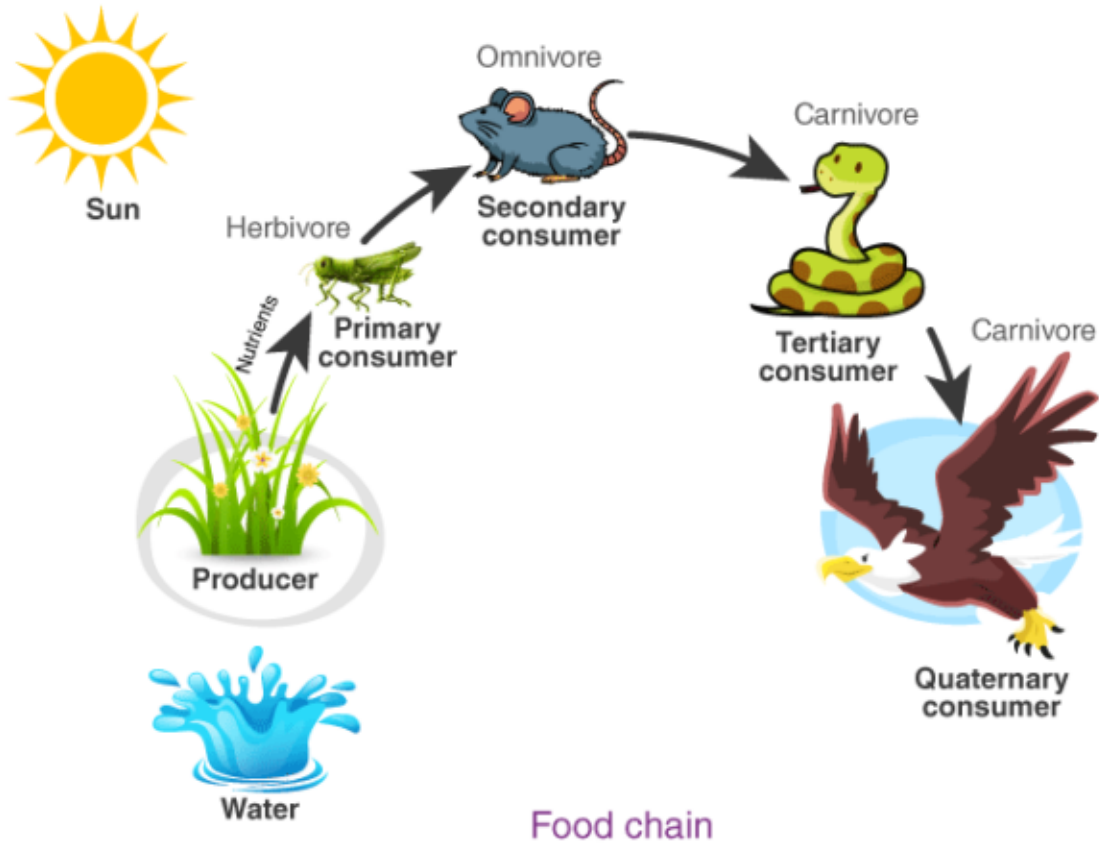 Omnivore
Carnivore
Sun
Secondary
consumer
Herbivore
Nutrients
Primary
consumer
Tertiary
consumer
Carnivore
Producer
Quaternary
consumer
Water
Food chain